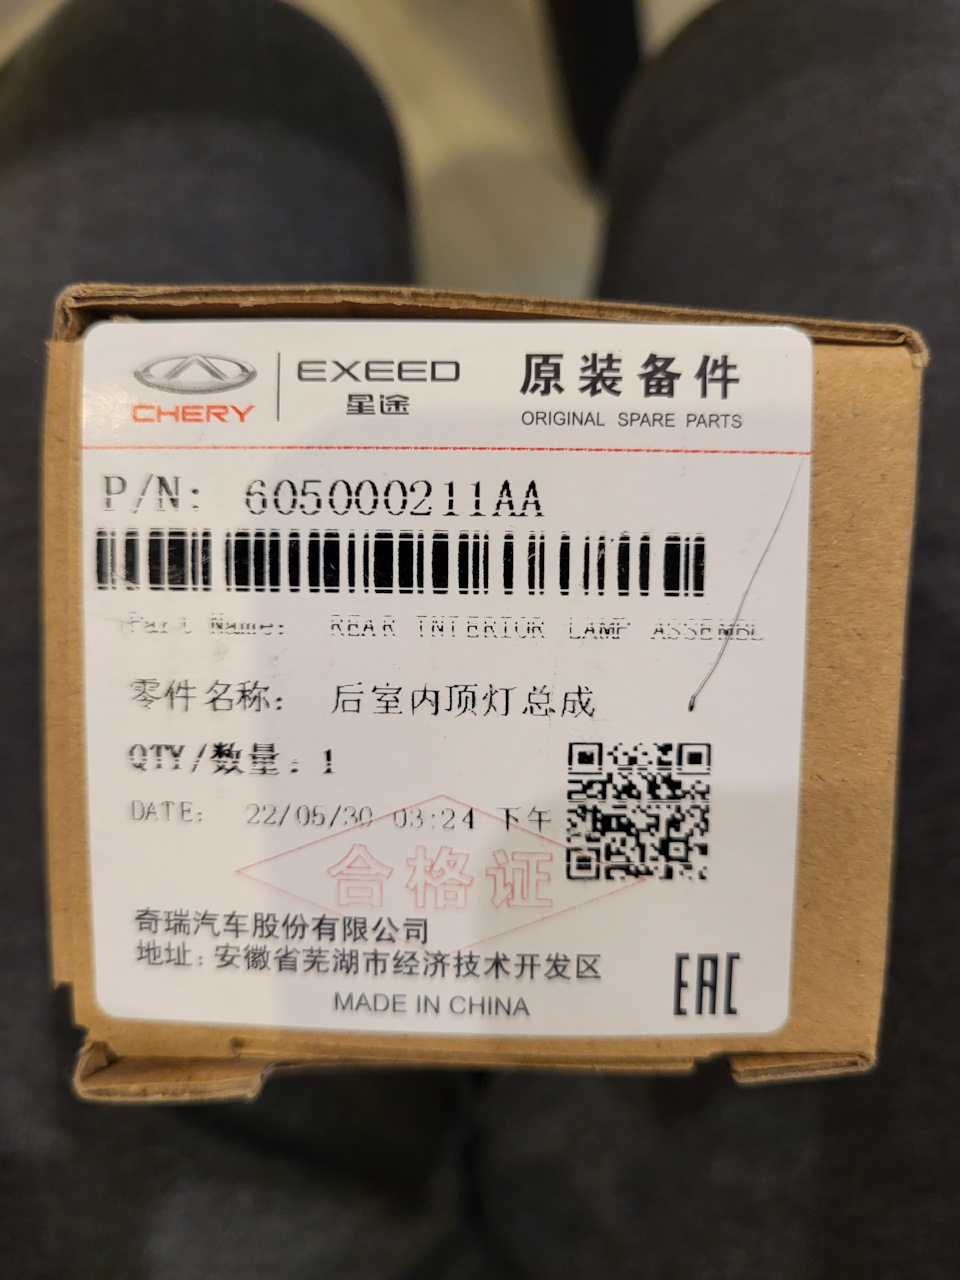 CHERY
EXEED
星途
原装备件
ORIGINAL SPARE PARTS
P/N: 605000211AA
Part Name: REAR INTERIOR LAMP ASSEMBL
零件名称: 后室内顶灯总成
QTY/数量: 1
DATE: 22/05/30 03:24 下午
合格证
奇瑞汽车股份有限公司
地址: 安徽省芜湖市经济技术开发区
MADE IN CHINA
EAC